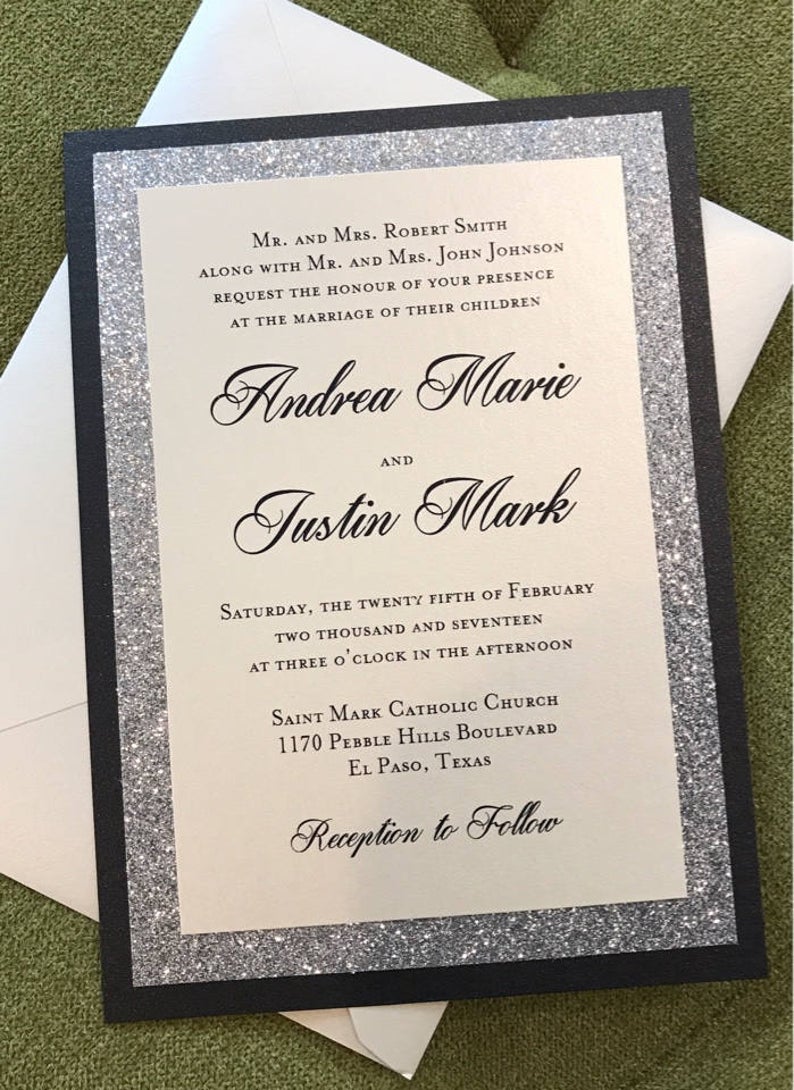 Mr. and Mrs. Robert Smith
along with Mr. and Mrs. John Johnson
request the honour of your presence
at the marriage of their children
Andrea Marie
and
Justin Mark
Saturday, the twenty fifth of February
two thousand and seventeen
at three o'clock in the afternoon
Saint Mark Catholic Church
1170 Pebble Hills Boulevard
El Paso, Texas
Reception to Follow